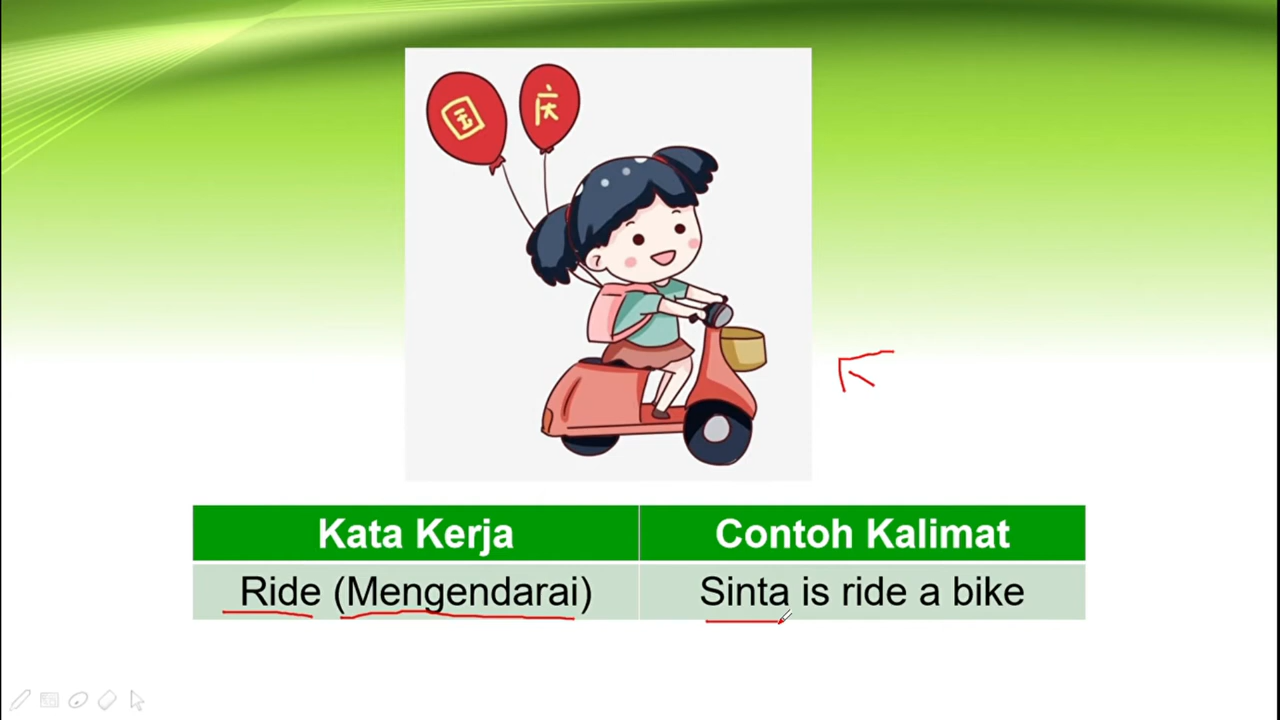 国 庆
Kata Kerja Contoh Kalimat
Ride (Mengendarai) Sinta is ride a bike